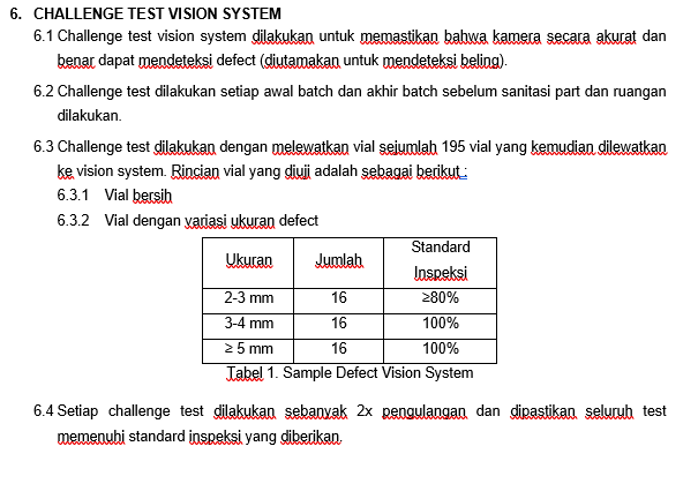 6. CHALLENGE TEST VISION SYSTEM
6.1 Challenge test vision system dilakukan untuk memastikan bahwa kamera secara akurat dan
benar dapat mendeteksi defect (diutamakan untuk mendeteksi beling).
6.2 Challenge test dilakukan setiap awal batch dan akhir batch sebelum sanitasi part dan ruangan
dilakukan.
6.3 Challenge test dilakukan dengan melewatkan vial sejumlah 195 vial yang kemudian dilewatkan
ke vision system. Rincian vial yang diuji adalah sebagai berikut :
6.3.1 Vial bersih
6.3.2 Vial dengan variasi ukuran defect
Ukuran Jumlah Standard
Inspeksi
2-3 mm 16 ≥80%
3-4 mm 16 100%
≥ 5 mm 16 100%
Tabel 1. Sample Defect Vision System
6.4 Setiap challenge test dilakukan sebanyak 2x pengulangan dan dipastikan seluruh test
memenuhi standard inspeksi yang diberikan.